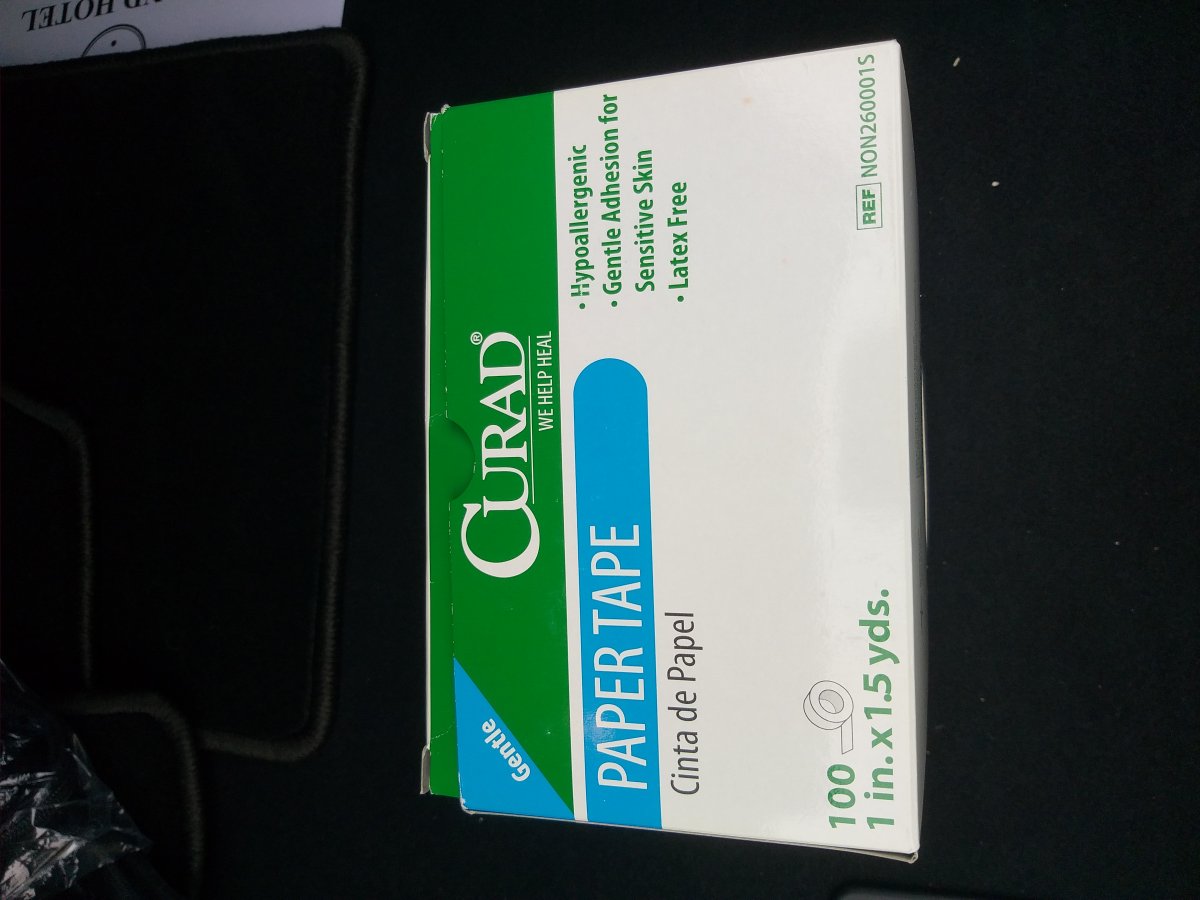 CURAD®
WE HELP HEAL
Gentle
PAPER TAPE
Cinta de Papel
• Hypoallergenic
• Gentle Adhesion for
Sensitive Skin
• Latex Free
100
1 in. x 1.5 yds.
REF NON260001S
HOTEL